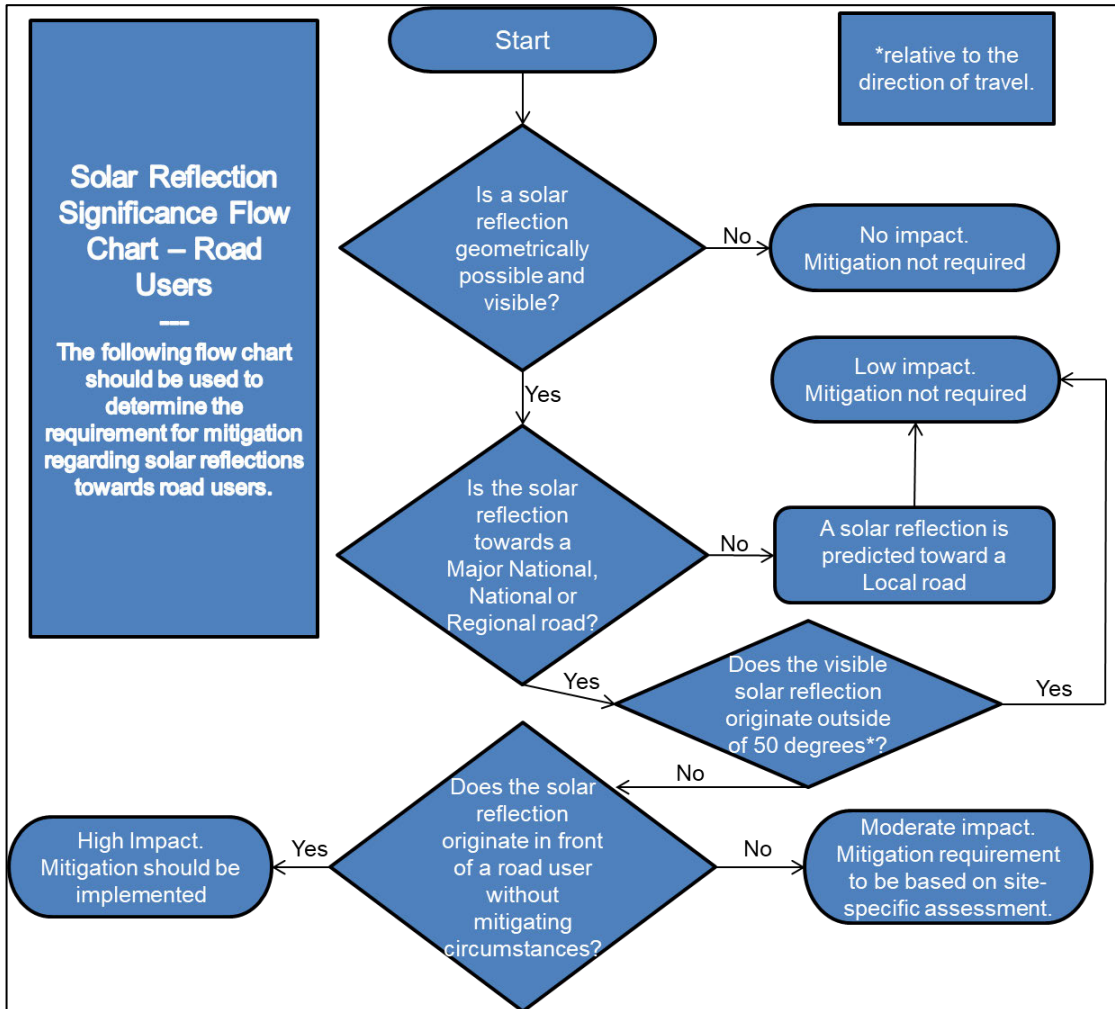 Start
*relative to the
direction of travel.
Solar Reflection
Significance Flow
Chart – Road
Users
---
The following flow chart
should be used to
determine the
requirement for mitigation
regarding solar reflections
towards road users.
Is a solar
reflection
geometrically
possible and
visible?
No
No impact.
Mitigation not required
Yes
Low impact.
Mitigation not required
Is the solar
reflection
towards a
Major National,
National or
Regional road?
No
A solar reflection is
predicted toward a
Local road
Yes
Does the visible
solar reflection
originate outside
of 50 degrees*?
Yes
No
Does the solar
reflection
originate in front
of a road user
without
mitigating
circumstances?
Yes
High Impact.
Mitigation should be
implemented
No
Moderate impact.
Mitigation requirement
to be based on site-
specific assessment.